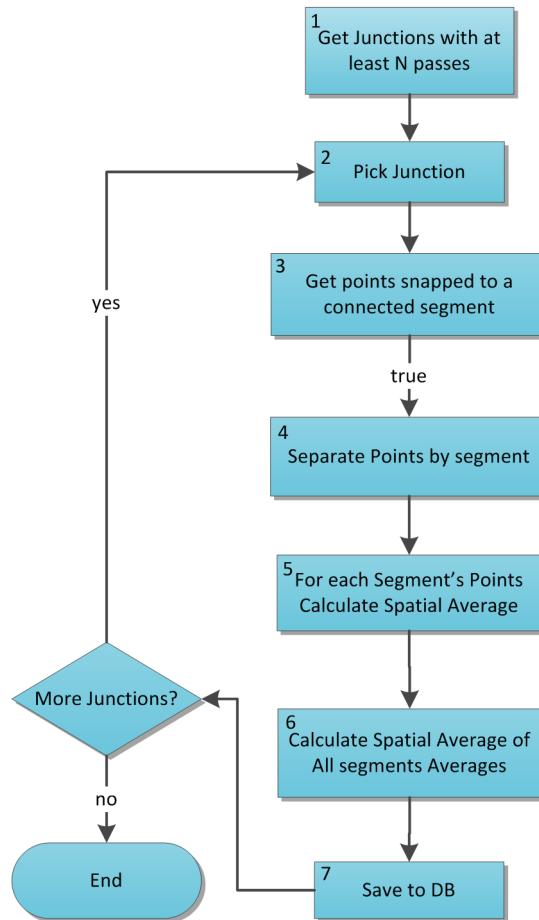 1
Get Junctions with at
least N passes
2
Pick Junction
3
Get points snapped to a
connected segment
yes
true
4
Separate Points by segment
5
For each Segment's Points
Calculate Spatial Average
More Junctions?
6
Calculate Spatial Average of
All segments Averages
no
7
Save to DB
End